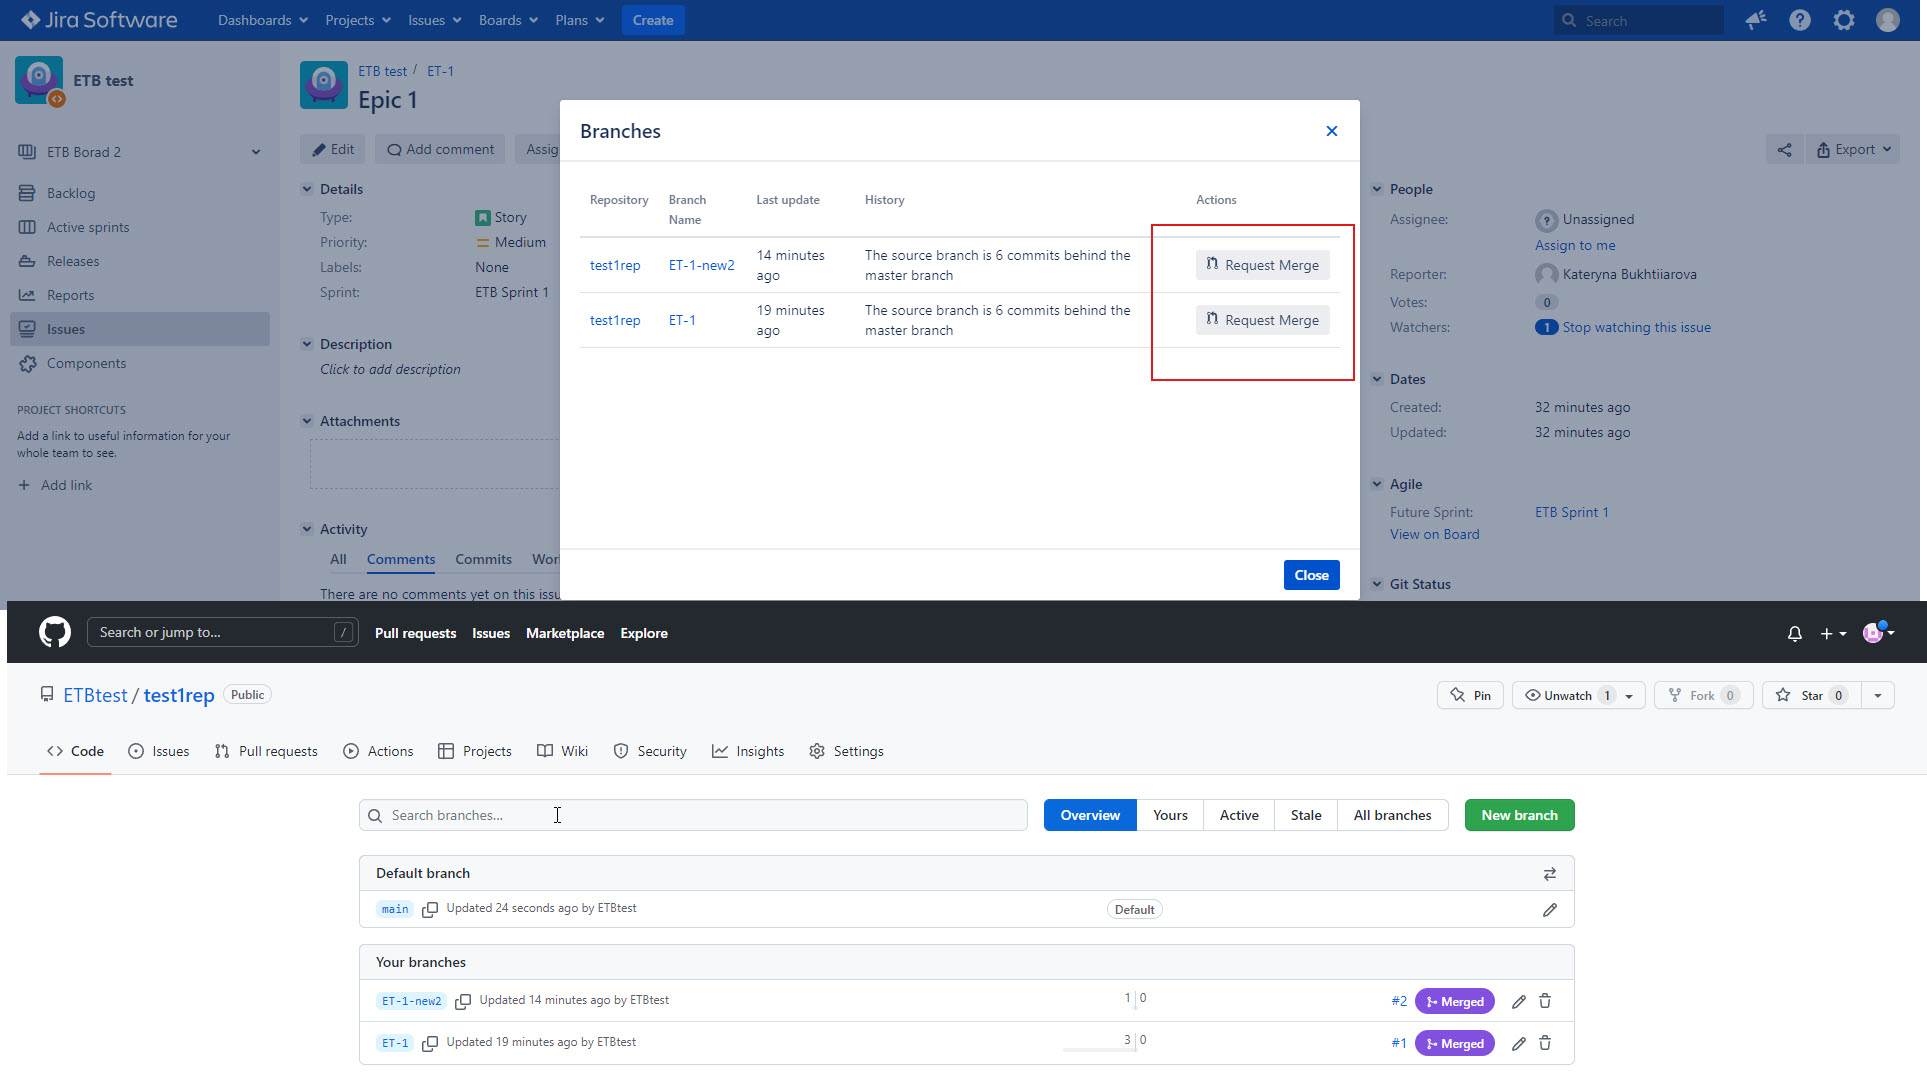 Jira Software Dashboards Projects Issues Boards Plans Create Search
ETB test
ETB Borad 2
Backlog
Active sprints
Releases
Reports
Issues
Components
PROJECT SHORTCUTS
Add a link to useful information for your
whole team to see.
+ Add link
ETB test / ET-1
Epic 1
Edit Add comment Assig
Share Export
Details
Type: Story
Priority: Medium
Labels: None
Sprint: ETB Sprint 1
Description
Click to add description
Attachments
Activity
All Comments Commits Wor
There are no comments yet on this issu
Branches
Repository Branch Name Last update History Actions
test1rep ET-1-new2 14 minutes ago The source branch is 6 commits behind the master branch Request Merge
test1rep ET-1 19 minutes ago The source branch is 6 commits behind the master branch Request Merge
Close
People
Assignee: Unassigned
Assign to me
Reporter: Kateryna Bukhtiiarova
Votes: 0
Watchers: 1 Stop watching this issue
Dates
Created: 32 minutes ago
Updated: 32 minutes ago
Agile
Future Sprint: ETB Sprint 1
View on Board
Git Status
Search or jump to... / Pull requests Issues Marketplace Explore
ETBtest / test1rep Public
Pin Unwatch 1 Fork 0 Star 0
Code Issues Pull requests Actions Projects Wiki Security Insights Settings
Search branches... Overview Yours Active Stale All branches New branch
Default branch
main Updated 24 seconds ago by ETBtest Default
Your branches
ET-1-new2 Updated 14 minutes ago by ETBtest 1 0 #2 Merged
ET-1 Updated 19 minutes ago by ETBtest 3 0 #1 Merged